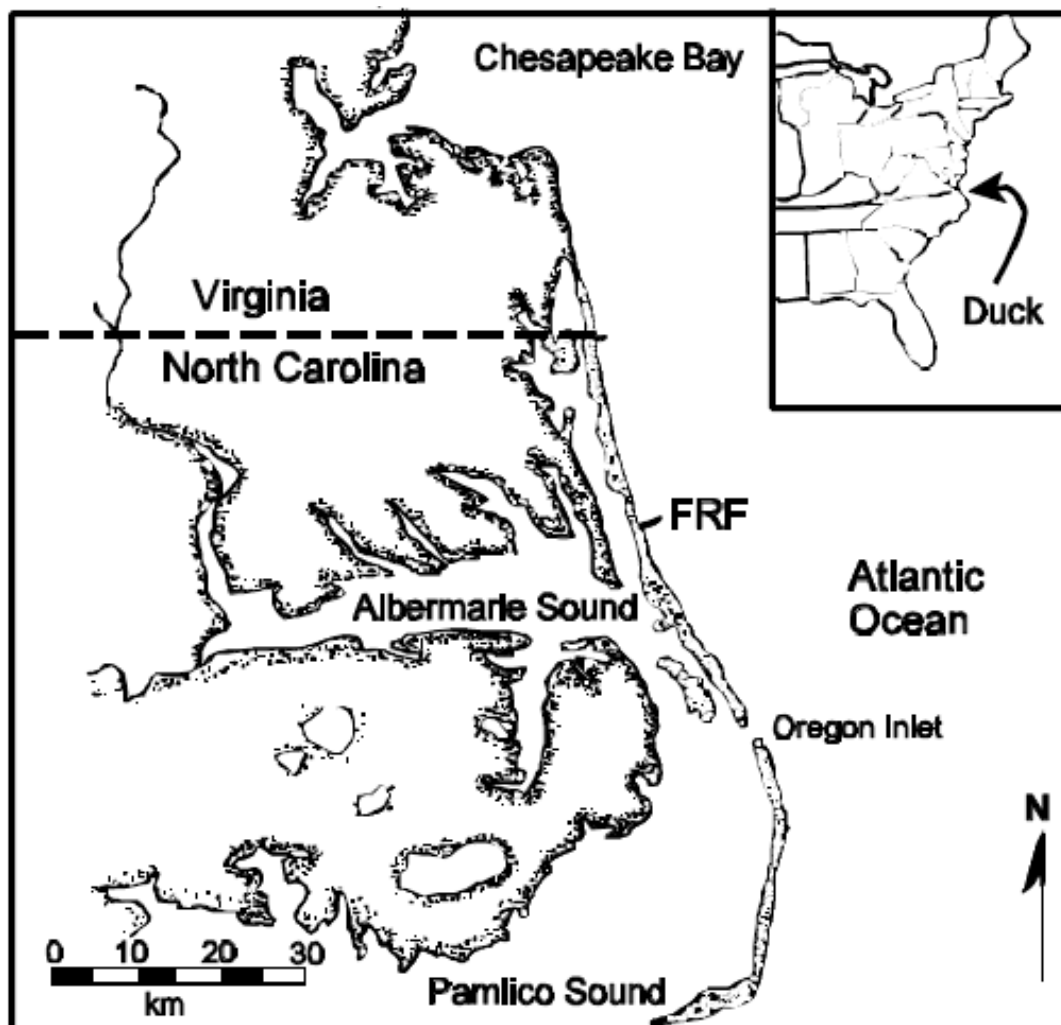 Chesapeake Bay
Duck
Virginia
North Carolina
FRF
Atlantic
Ocean
Albermarle Sound
Oregon Inlet
N
0 10 20 30
km
Pamlico Sound